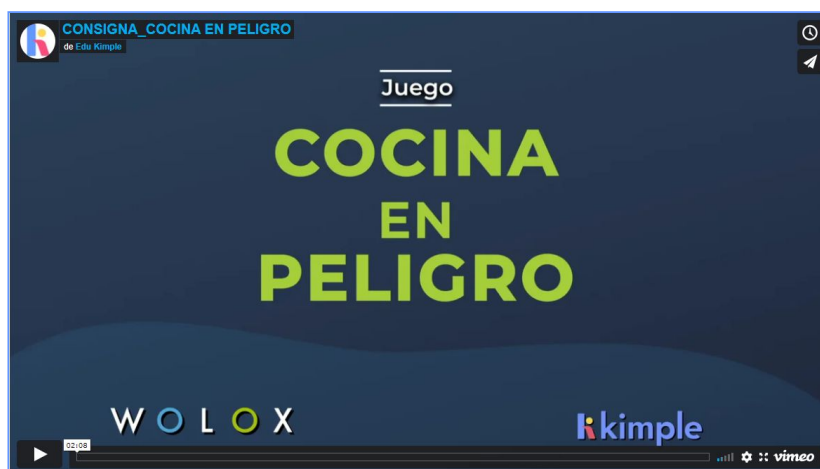 CONSIGNA_COCINA EN PELIGRO
de Edu Kimple
Juego
COCINA
EN
PELIGRO
WOLOX
kimple
02:08
vimeo